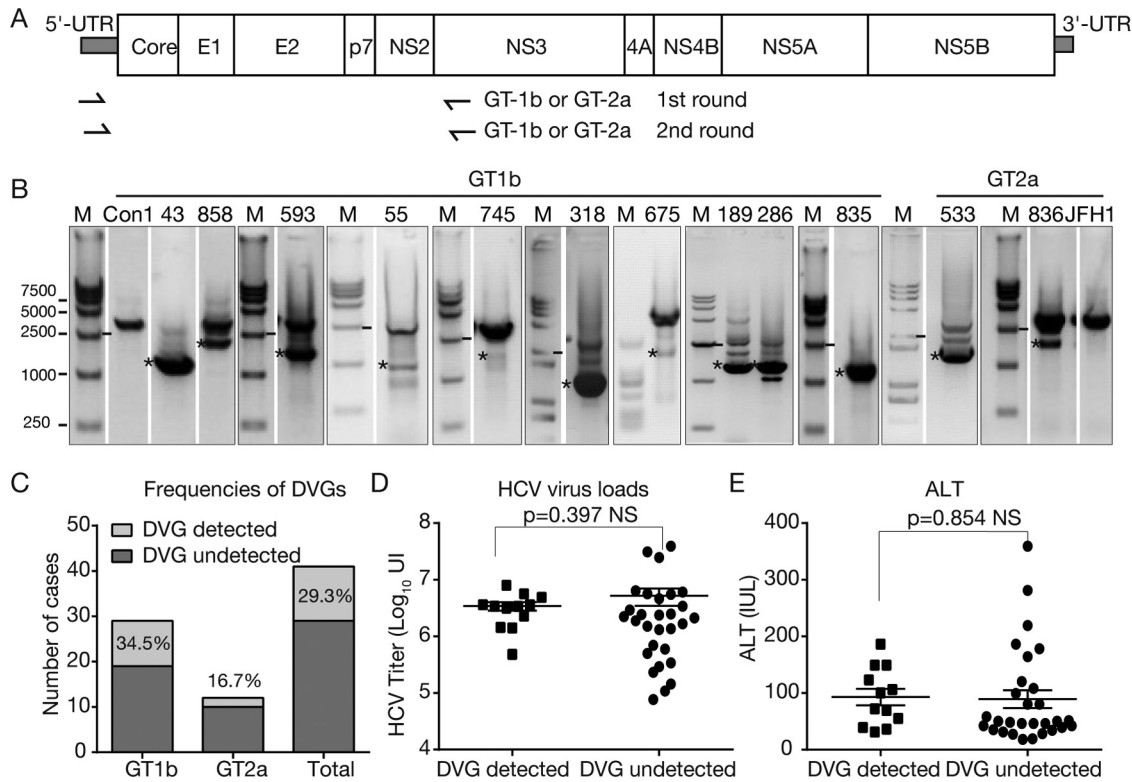 A
5'-UTR
3'-UTR
Core E1 E2 p7 NS2 NS3 4A NS4B NS5A NS5B
GT-1b or GT-2a 1st round
GT-1b or GT-2a 2nd round
B
GT1b
GT2a
M Con1 43 858 M 593 M 55 M 745 M 318 M 675 M 189 286 M 835 M 533 M 836 JFH1
7500
5000
2500
1000
250
* * * * * * * * * * * *
C
Frequencies of DVGs
Number of cases
50
40
30
20
10
0
DVG detected
DVG undetected
34.5%
16.7%
29.3%
GT1b GT2a Total
D
HCV virus loads
p=0.397 NS
HCV Titer (Log10 UI
8
7
6
5
4
DVG detected DVG undetected
E
ALT
p=0.854 NS
ALT (IUL)
400
300
200
100
0
DVG detected DVG undetected